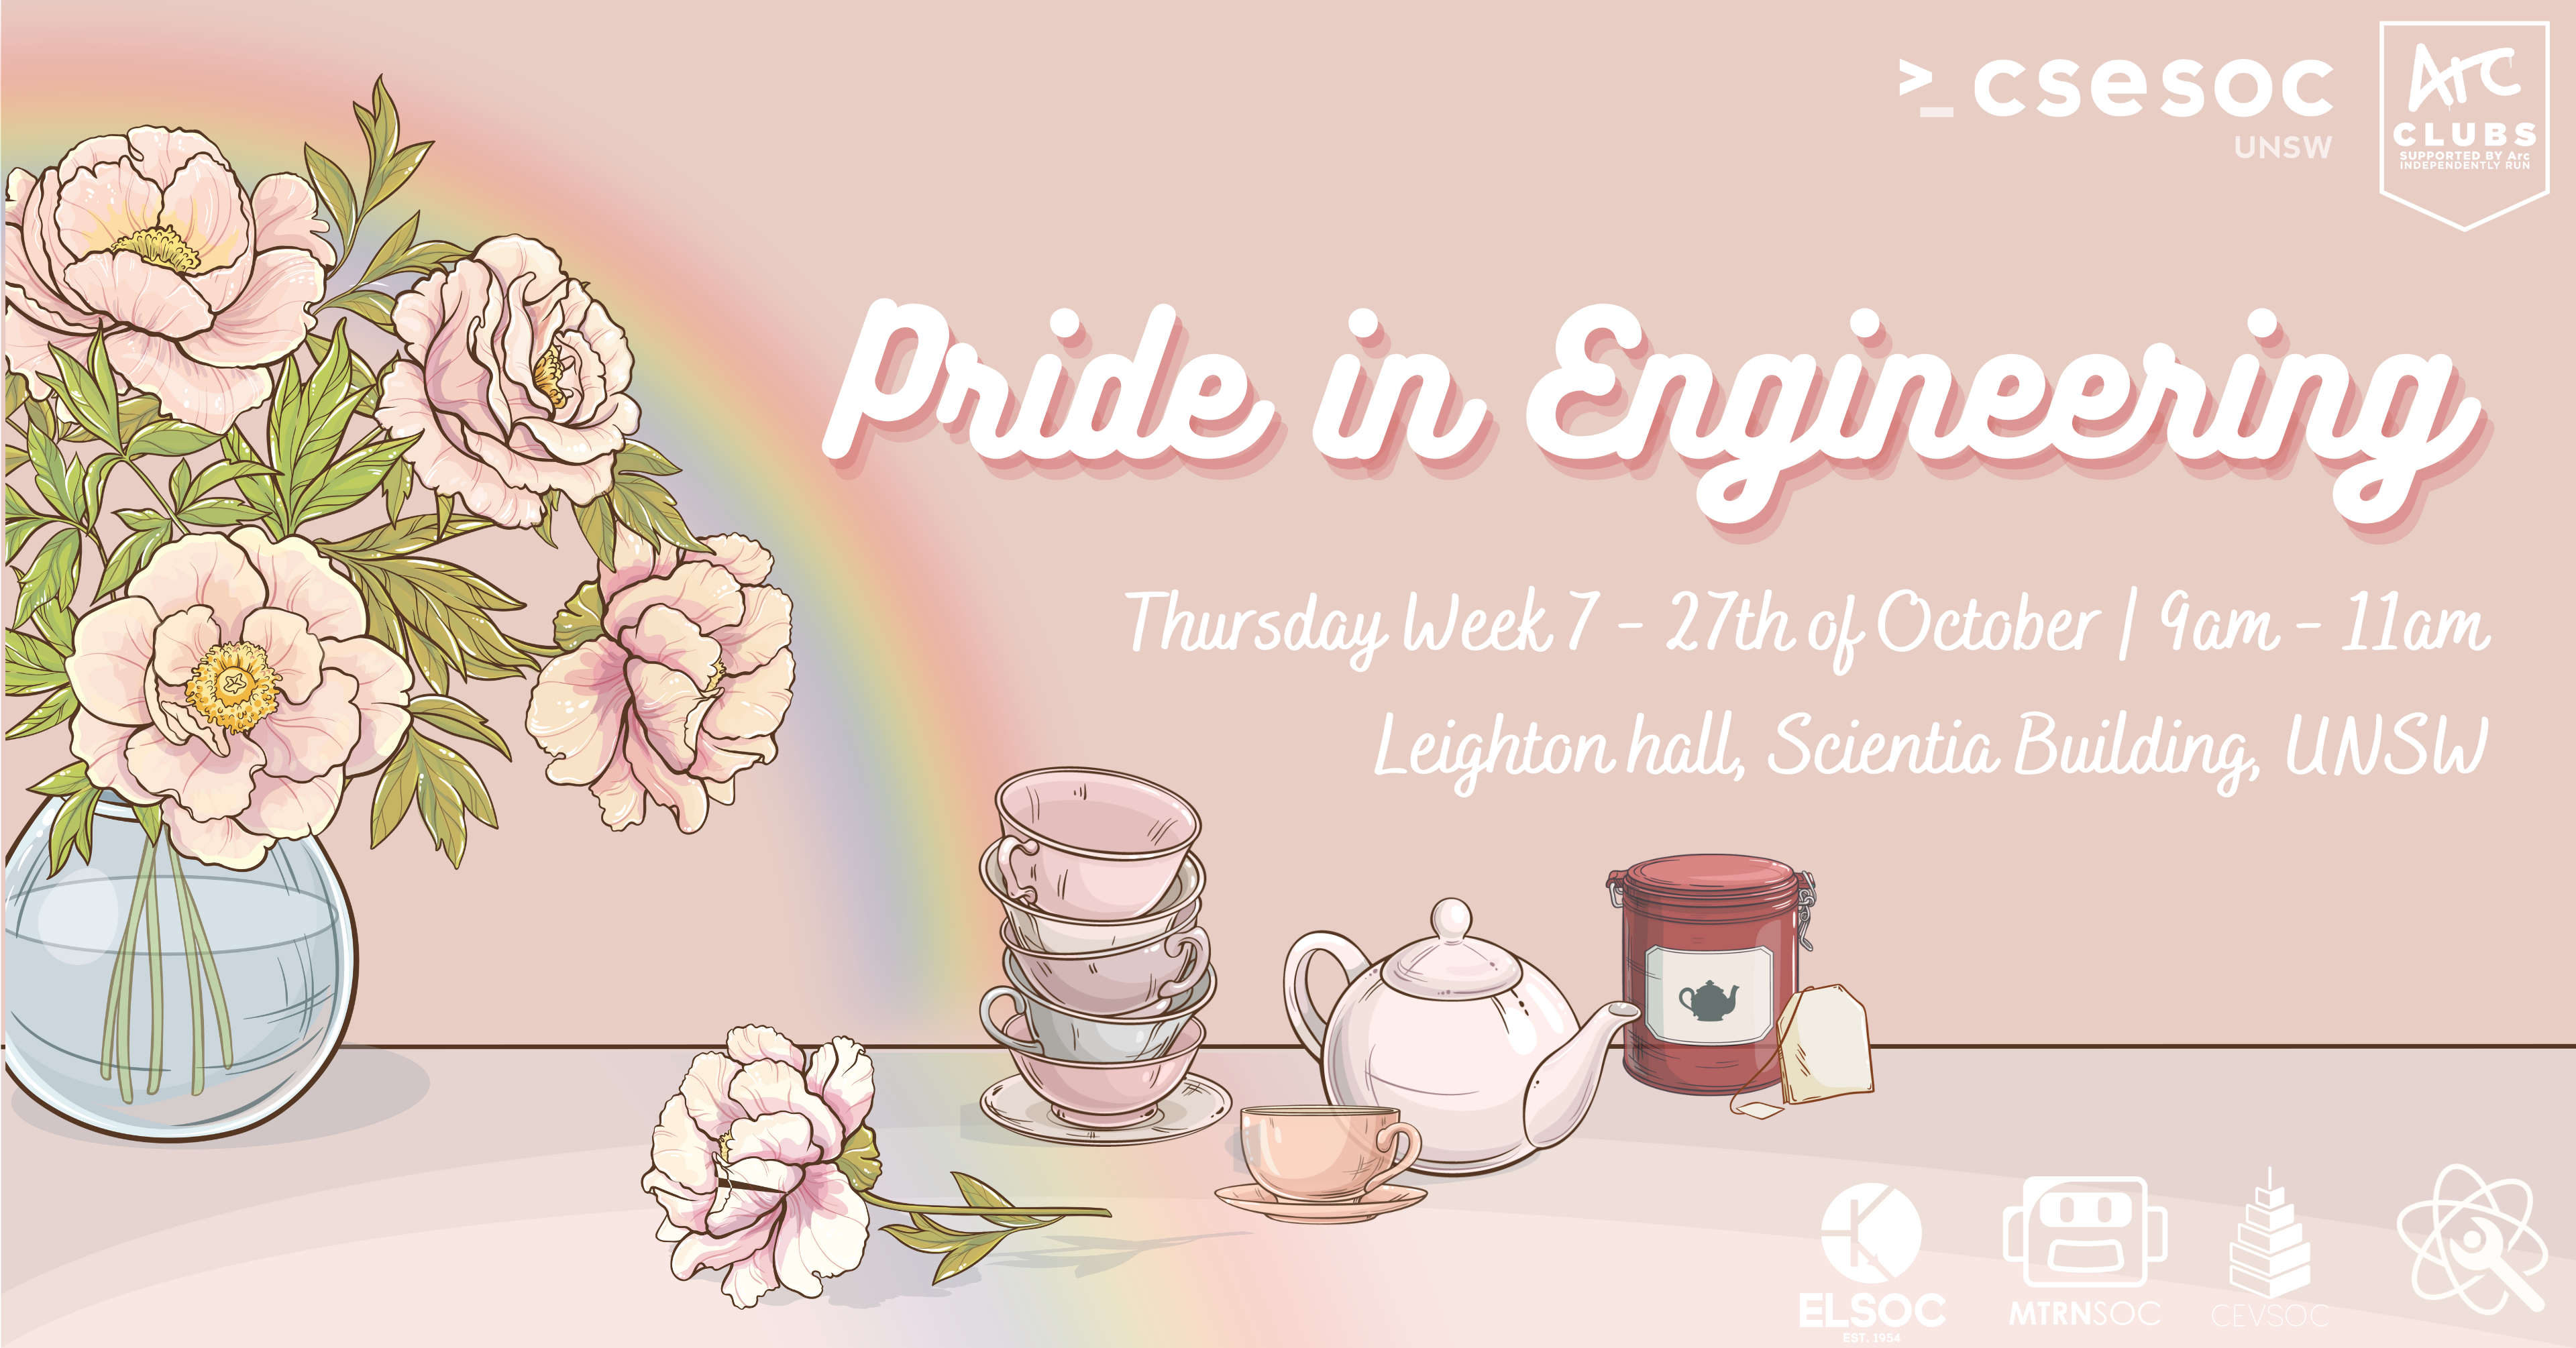 >_ csesoc
UNSW
Arc
CLUBS
SUPPORTED BY Arc
INDEPENDENTLY RUN
Pride in Engineering
Thursday Week 7 - 27th of October | 9am - 11am
Leighton hall, Scientia Building, UNSW
ELSOC
EST. 1954
MTRNSOC
CEVSOC